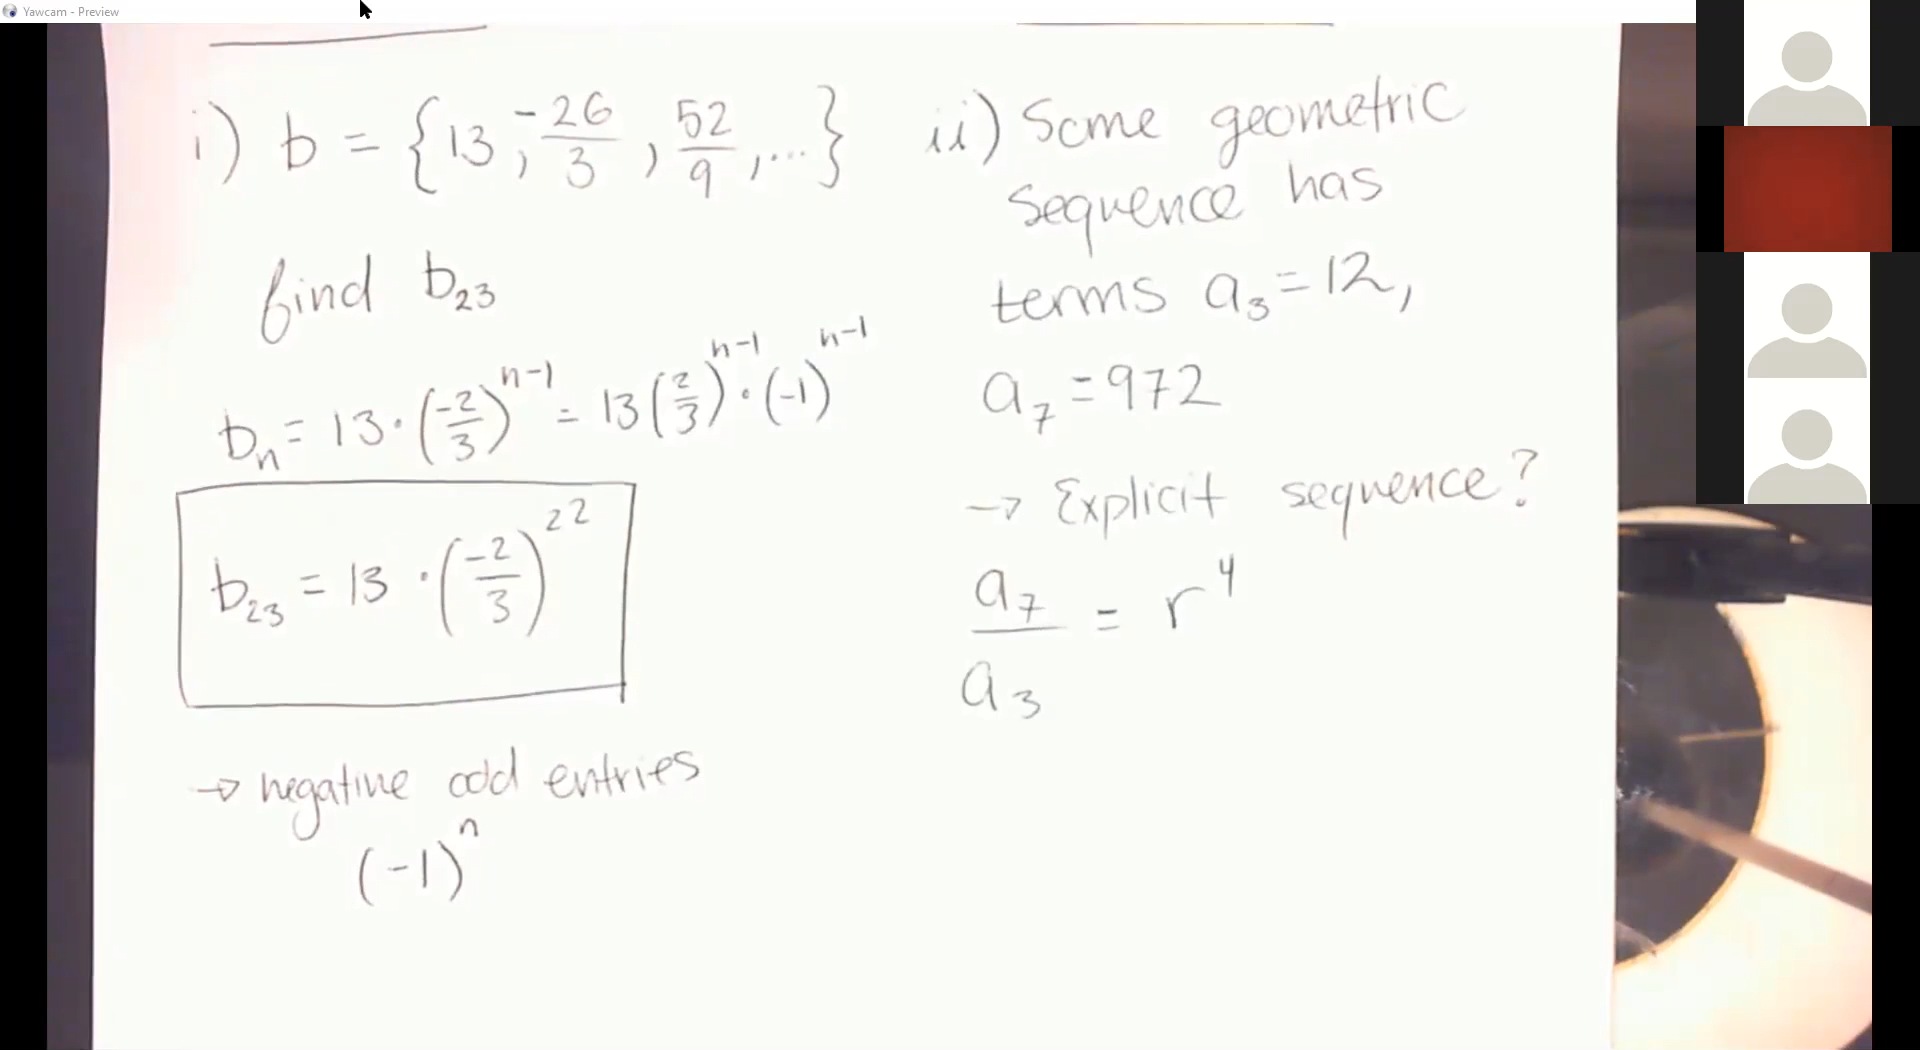 Yawcam - Preview
i) b = {13, -26/3, 52/9, ...}
find b₂₃
bₙ = 13 · (-2/3)ⁿ⁻¹ = 13(2/3)ⁿ⁻¹ · (-1)ⁿ⁻¹
b₂₃ = 13 · (-2/3)²²
→ negative odd entries
(-1)ⁿ
ii) Some geometric
sequence has
terms a₃ = 12,
a₇ = 972
→ Explicit sequence?
a₇/a₃ = r⁴